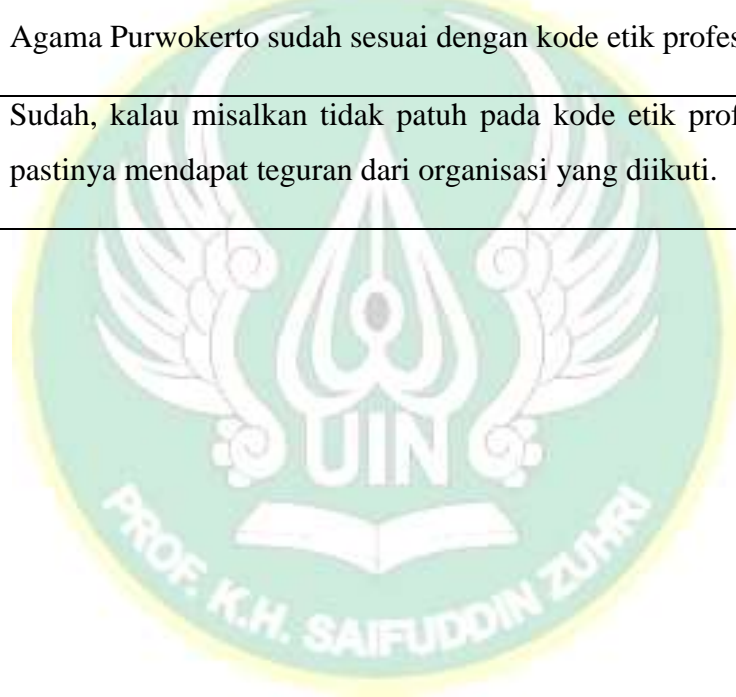 Agama Purwokerto sudah sesuai dengan kode etik profes
Sudah, kalau misalkan tidak patuh pada kode etik prof
pastinya mendapat teguran dari organisasi yang diikuti.
UIN
PROF. K.H. SAIFUDDIN ZUHRI